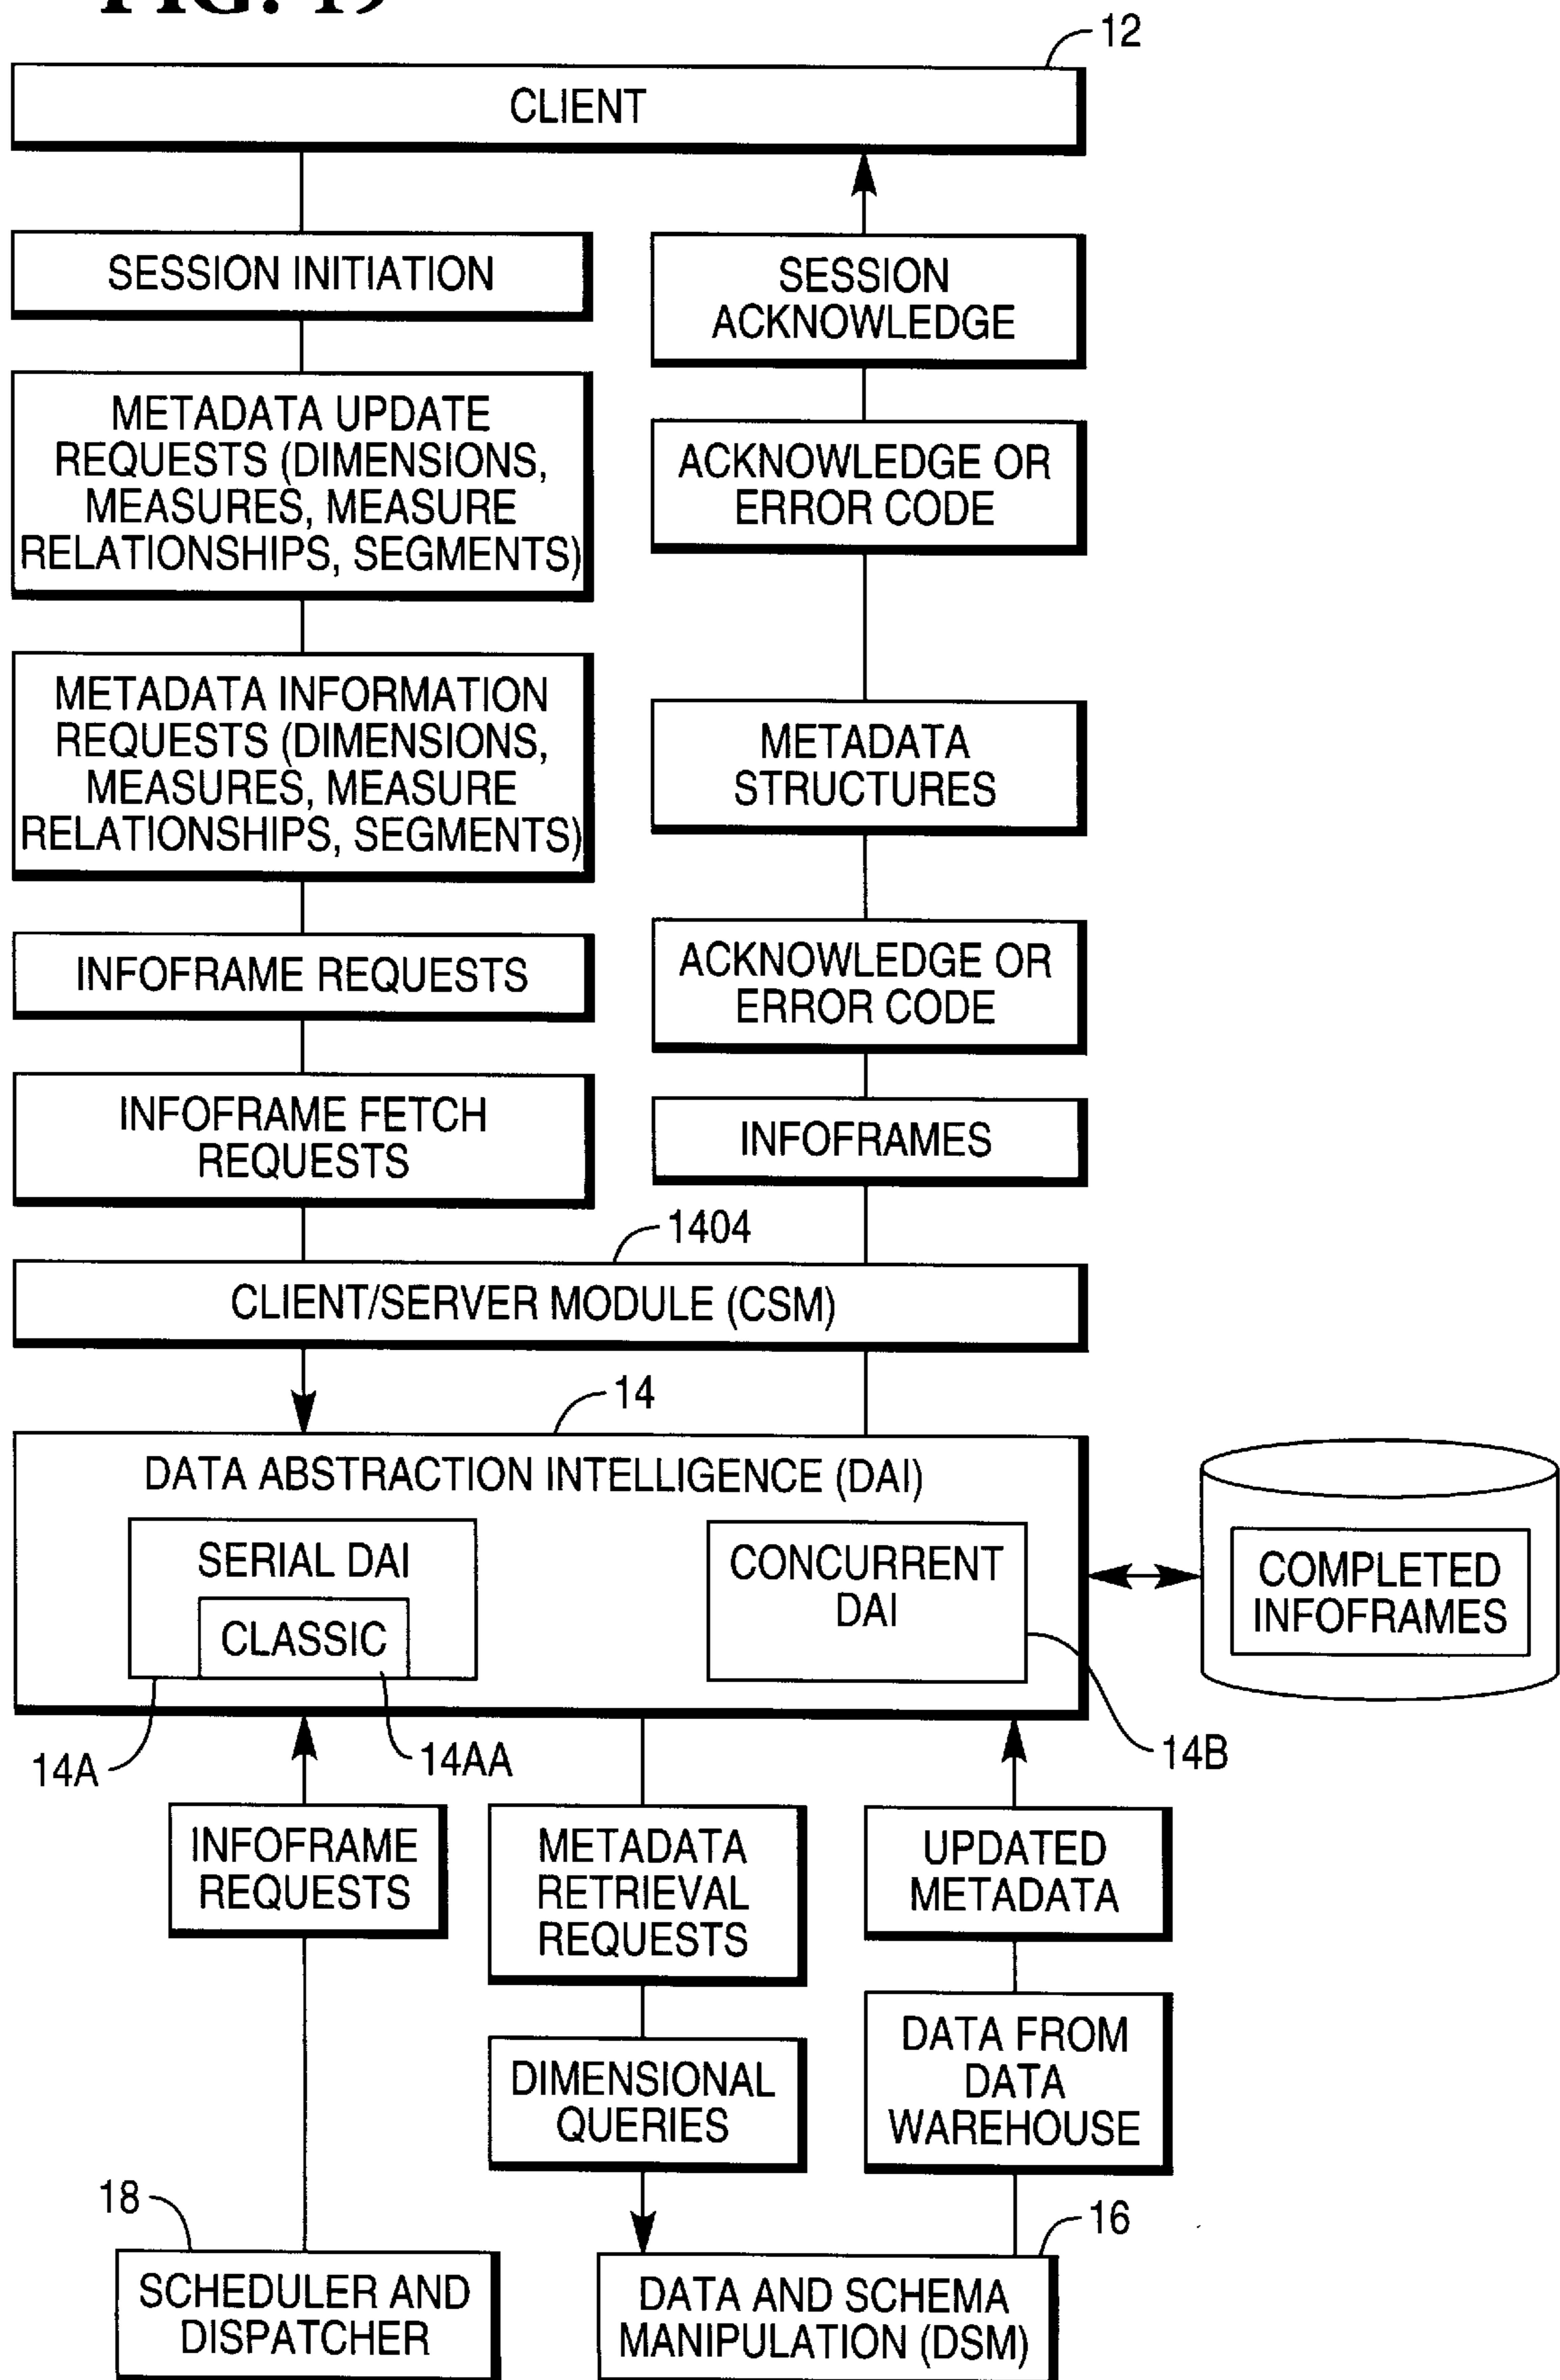 12
CLIENT
SESSION INITIATION
SESSION
ACKNOWLEDGE
METADATA UPDATE
REQUESTS (DIMENSIONS,
MEASURES, MEASURE
RELATIONSHIPS, SEGMENTS)
ACKNOWLEDGE OR
ERROR CODE
METADATA INFORMATION
REQUESTS (DIMENSIONS,
MEASURES, MEASURE
RELATIONSHIPS, SEGMENTS)
METADATA
STRUCTURES
INFOFRAME REQUESTS
ACKNOWLEDGE OR
ERROR CODE
INFOFRAME FETCH
REQUESTS
INFOFRAMES
1404
CLIENT/SERVER MODULE (CSM)
14
DATA ABSTRACTION INTELLIGENCE (DAI)
SERIAL DAI
CLASSIC
CONCURRENT
DAI
COMPLETED
INFOFRAMES
14A
14AA
14B
INFOFRAME
REQUESTS
METADATA
RETRIEVAL
REQUESTS
UPDATED
METADATA
DIMENSIONAL
QUERIES
DATA FROM
DATA
WAREHOUSE
18
16
SCHEDULER AND
DISPATCHER
DATA AND SCHEMA
MANIPULATION (DSM)